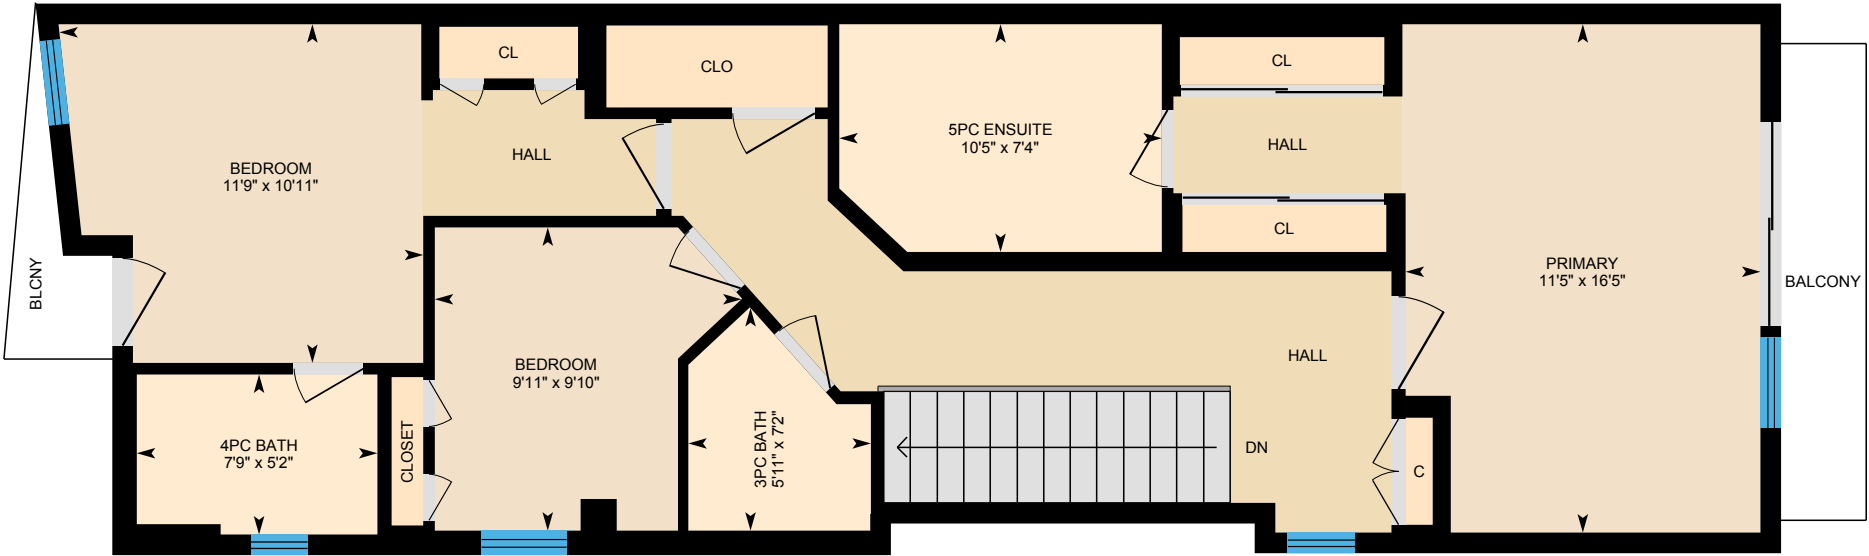 CL
CLO
CL
BEDROOM
11'9" x 10'11"
HALL
5PC ENSUITE
10'5" x 7'4"
HALL
CL
PRIMARY
11'5" x 16'5"
BLCNY
BALCONY
BEDROOM
9'11" x 9'10"
HALL
4PC BATH
7'9" x 5'2"
CLOSET
3PC BATH
5'11" x 7'2"
DN
C